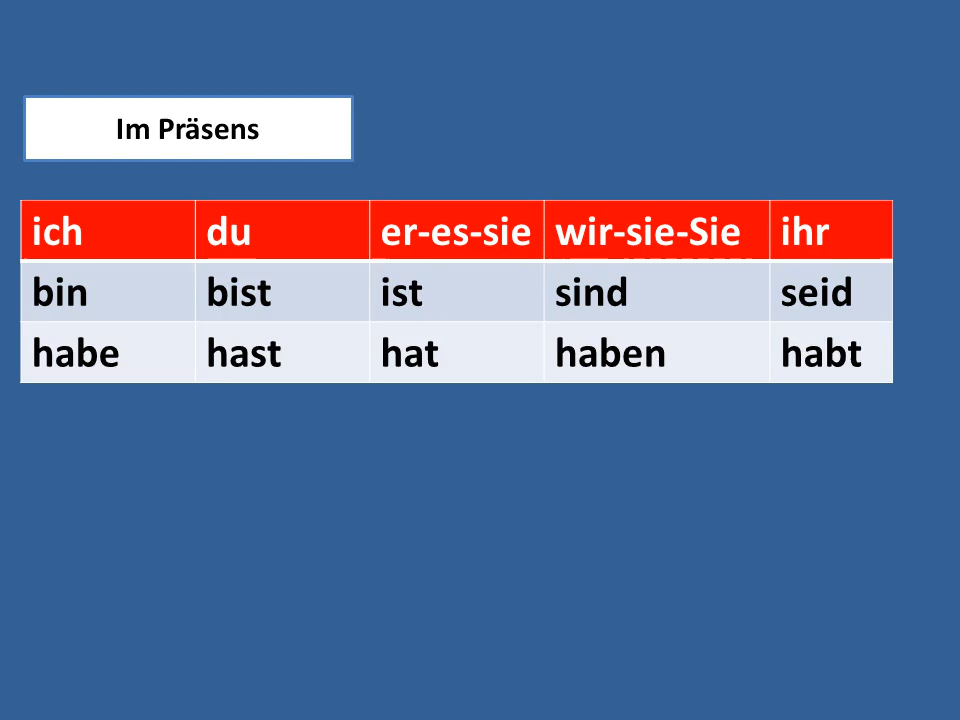 Im Präsens
ich du er-es-sie wir-sie-Sie ihr
bin bist ist sind seid
habe hast hat haben habt